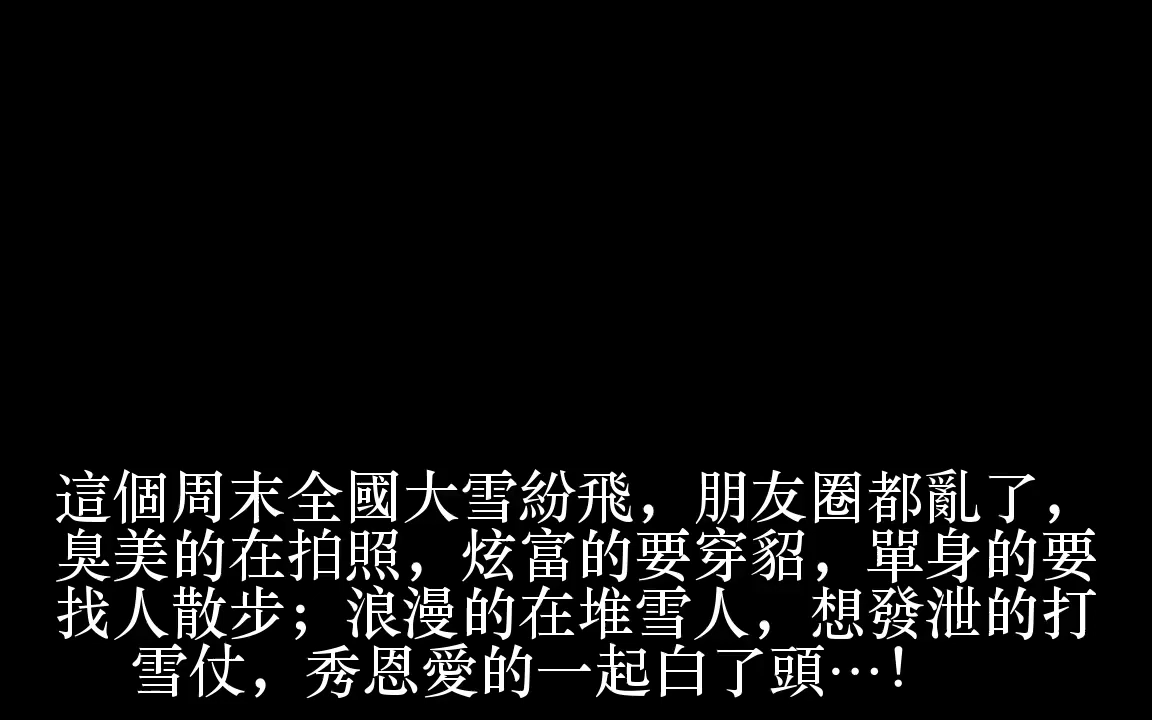 這個周末全國大雪紛飛，朋友圈都亂了，
臭美的在拍照，炫富的要穿貂，單身的要
找人散步；浪漫的在堆雪人，想發泄的打
雪仗，秀恩愛的一起白了頭…！